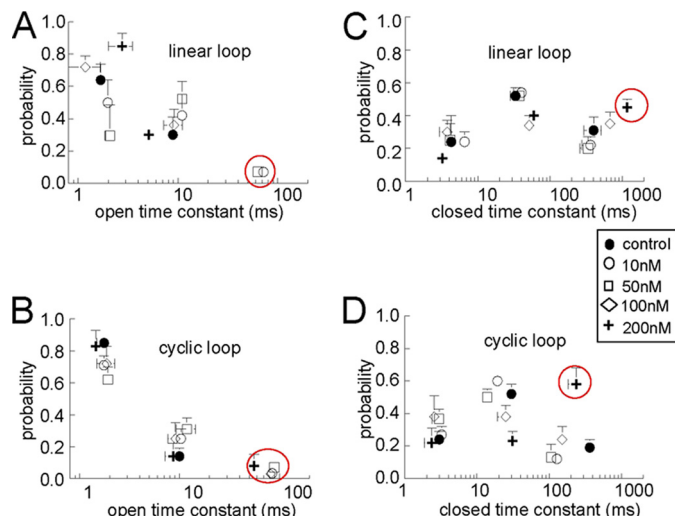 A
linear loop
probability
1.0
0.8
0.6
0.4
0.2
0.0
1
10
100
open time constant (ms)
C
linear loop
probability
1.0
0.8
0.6
0.4
0.2
0.0
1
10
100
1000
closed time constant (ms)
control
10nM
50nM
100nM
200nM
B
cyclic loop
probability
1.0
0.8
0.6
0.4
0.2
0.0
1
10
100
open time constant (ms)
D
cyclic loop
probability
1.0
0.8
0.6
0.4
0.2
0.0
1
10
100
1000
closed time constant (ms)